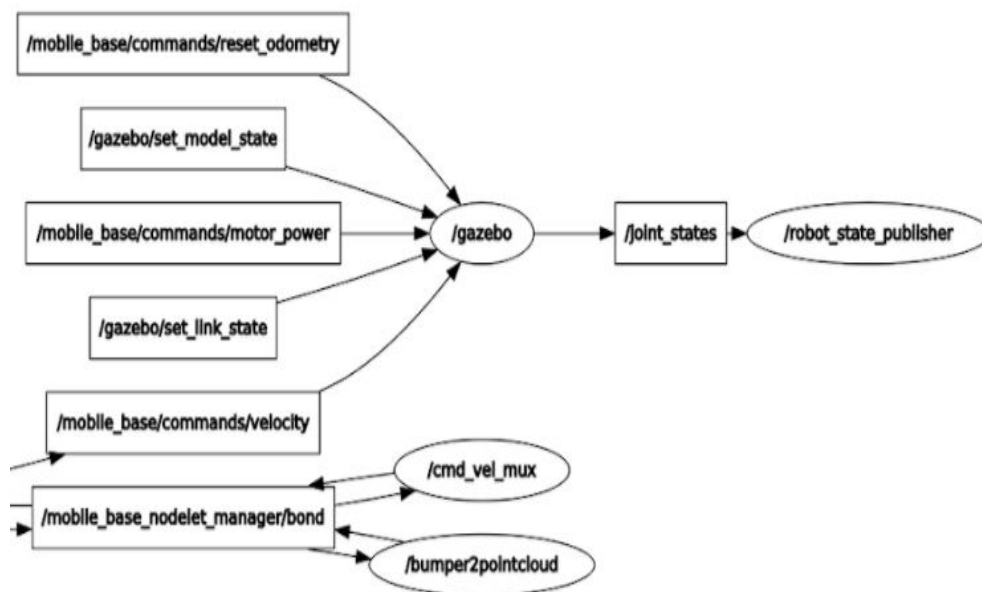 /mobile_base/commands/reset_odometry
/gazebo/set_model_state
/mobile_base/commands/motor_power
/gazebo
/joint_states
/robot_state_publisher
/gazebo/set_link_state
/mobile_base/commands/velocity
/cmd_vel_mux
/mobile_base_nodelet_manager/bond
/bumper2pointcloud